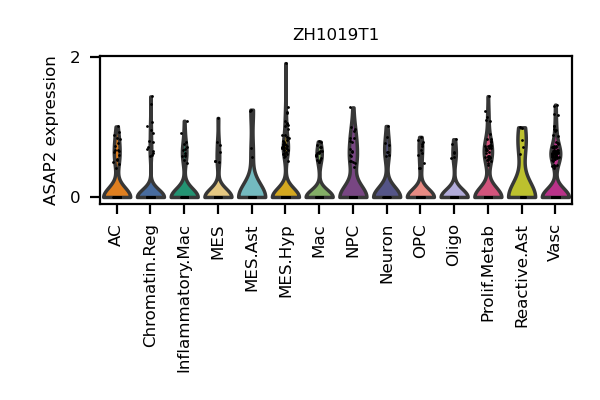 ZH1019T1
ASAP2 expression
2
0
AC
Chromatin.Reg
Inflammatory.Mac
MES
MES.Ast
MES.Hyp
Mac
NPC
Neuron
OPC
Oligo
Prolif.Metab
Reactive.Ast
Vasc